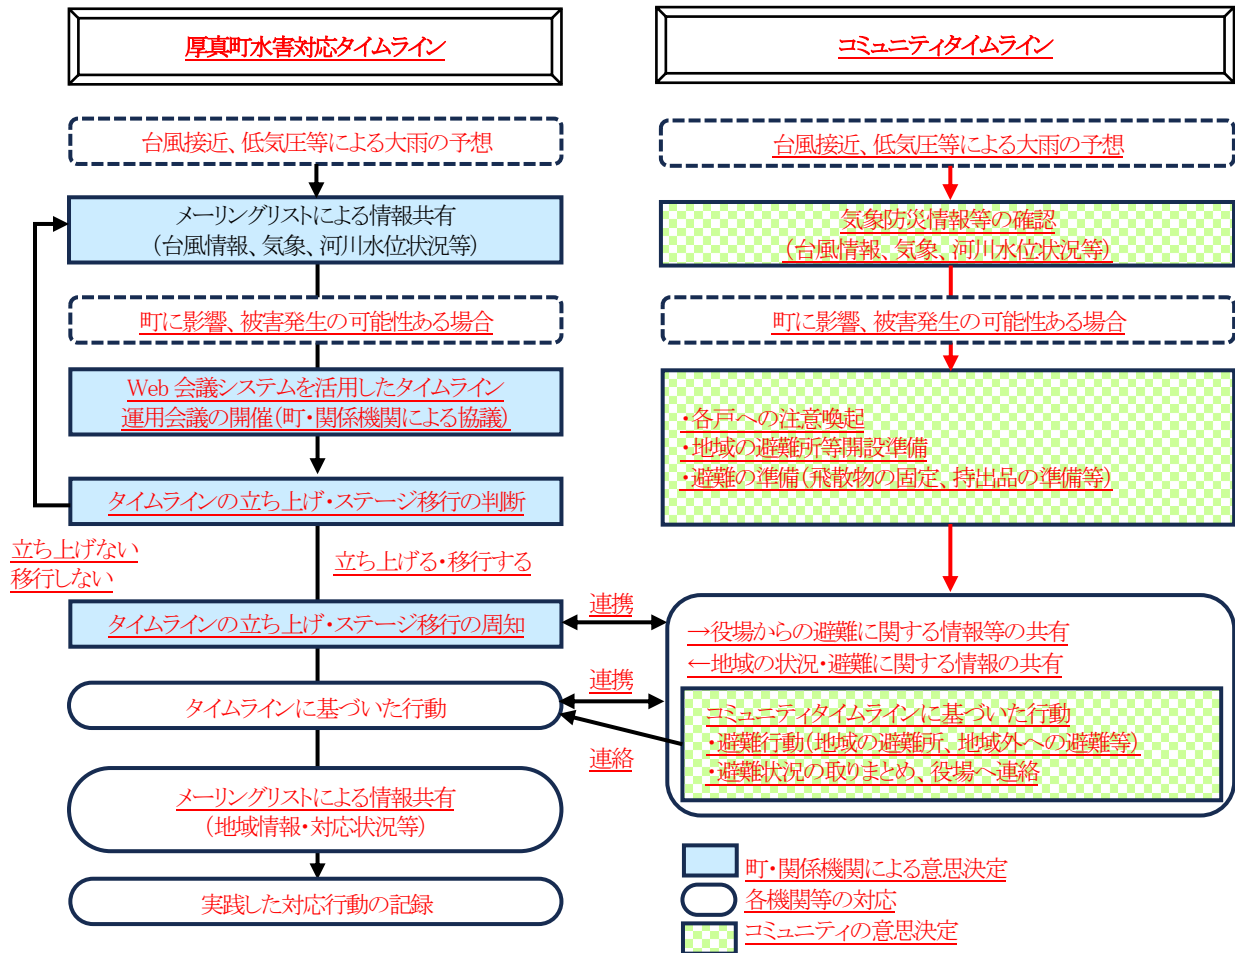 厚真町水害対応タイムライン
台風接近、低気圧等による大雨の予想
メーリングリストによる情報共有
(台風情報、気象、河川水位状況等)
町に影響、被害発生の可能性ある場合
Web 会議システムを活用したタイムライン
運用会議の開催(町・関係機関による協議)
タイムラインの立ち上げ・ステージ移行の判断
立ち上げない
移行しない
立ち上げる・移行する
タイムラインの立ち上げ・ステージ移行の周知
タイムラインに基づいた行動
メーリングリストによる情報共有
(地域情報・対応状況等)
実践した対応行動の記録
連携
連携
連絡
コミュニティタイムライン
台風接近、低気圧等による大雨の予想
気象防災情報等の確認
(台風情報、気象、河川水位状況等)
町に影響、被害発生の可能性ある場合
・各戸への注意喚起
・地域の避難所等開設準備
・避難の準備(飛散物の固定、持出品の準備等)
→役場からの避難に関する情報等の共有
←地域の状況・避難に関する情報の共有
コミュニティタイムラインに基づいた行動
・避難行動(地域の避難所、地域外への避難等)
・避難状況の取りまとめ、役場へ連絡
町・関係機関による意思決定
各機関等の対応
コミュニティの意思決定